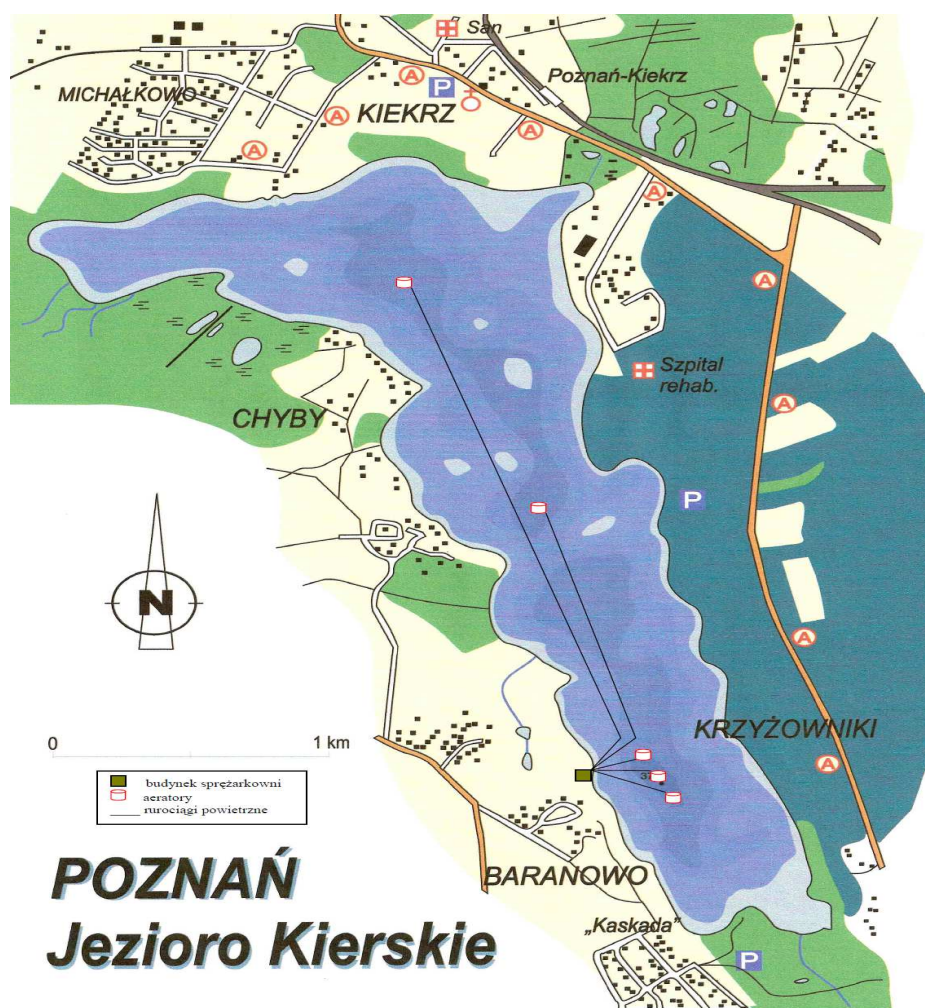 San
Poznań-Kiekrz
MICHAŁKOWO
P
KIEKRZ
A
A
A
A
A
A
Szpital
rehab.
A
CHYBY
P
N
A
KRZYŻOWNIKI
0
1 km
A
budynek sprężarkowni
aeratory
rurociągi powietrzne
BARANOWO
POZNAŃ
Jezioro Kierskie
„Kaskada"
P